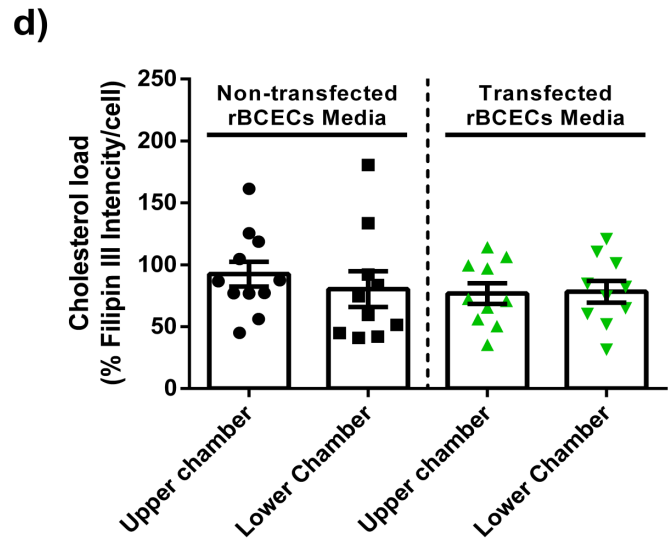 d)
Non-transfected
rBCECs Media
Transfected
rBCECs Media
Cholesterol load
(% Filipin III Intencity/cell)
250
200
150
100
50
0
Upper chamber
Lower Chamber
Upper chamber
Lower Chamber